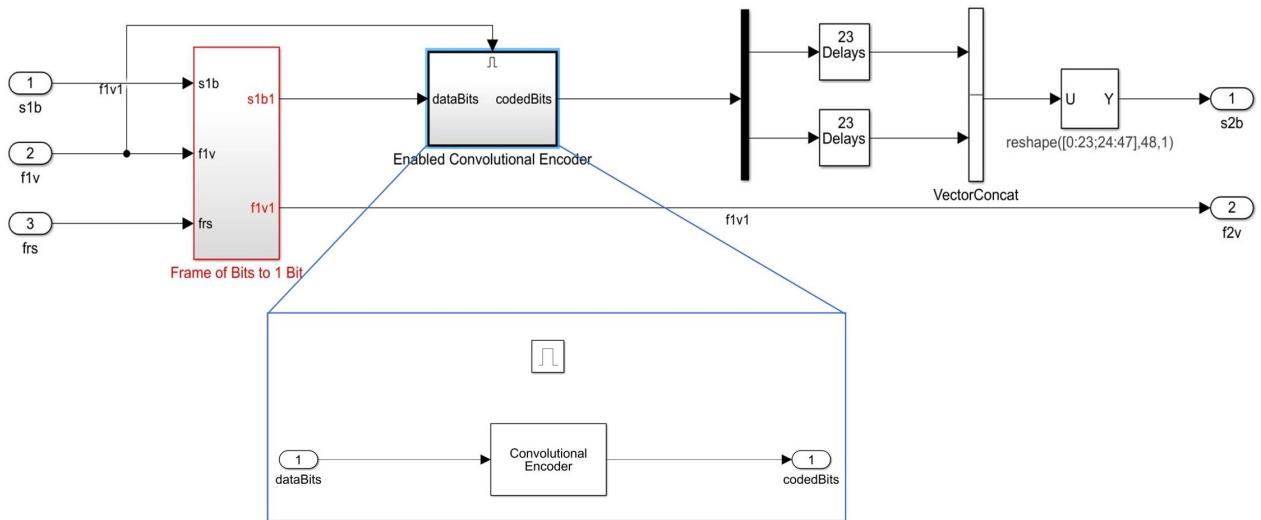 1
s1b
2
f1v
3
frs
f1v1
s1b
f1v
frs
s1b1
f1v1
Frame of Bits to 1 Bit
dataBits codedBits
Enabled Convolutional Encoder
23
Delays
23
Delays
VectorConcat
U Y
reshape([0:23;24:47],48,1)
1
s2b
f1v1
2
f2v
1
dataBits
Convolutional
Encoder
1
codedBits